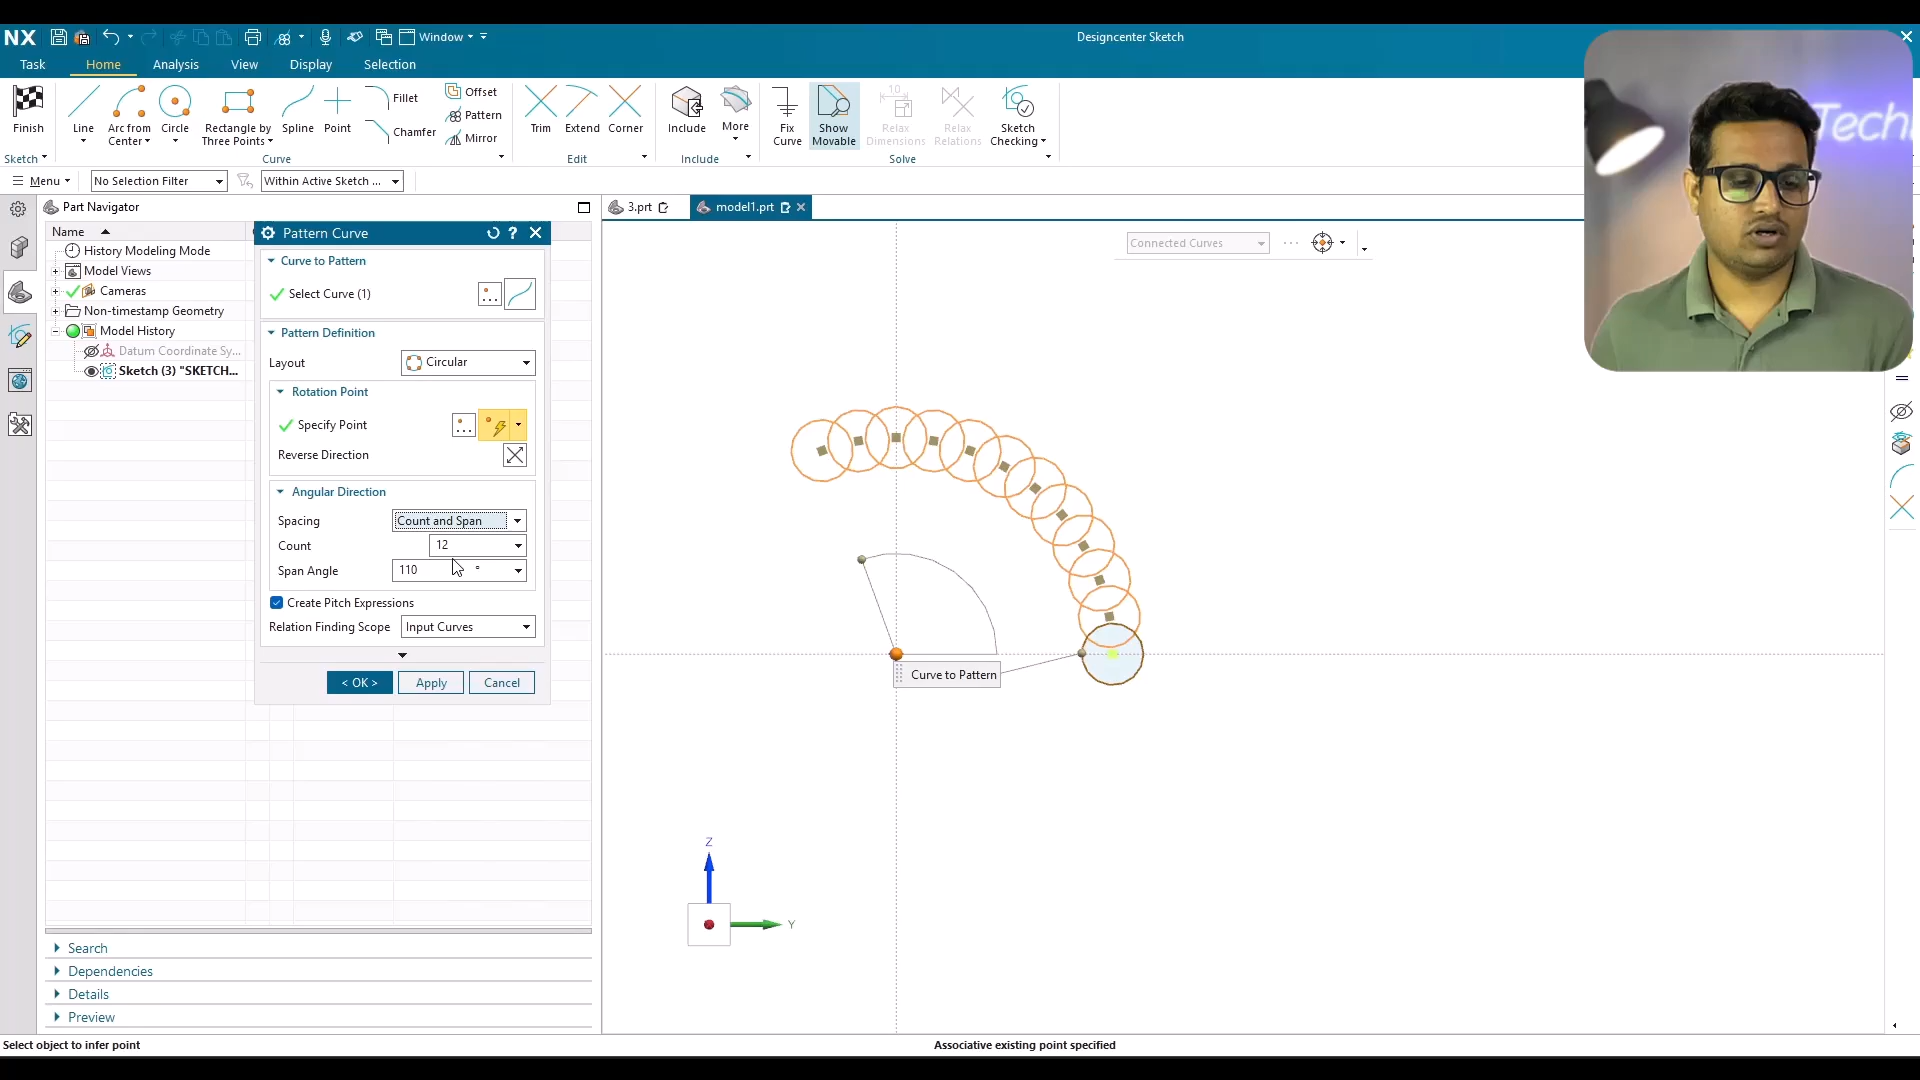 NX
Window
Designcenter Sketch
Task
Home
Analysis
View
Display
Selection
Finish
Line
Arc from
Center
Circle
Rectangle by
Three Points
Spline
Point
Fillet
Chamfer
Offset
Pattern
Mirror
Trim
Extend
Corner
Include
More
Fix
Curve
Show
Movable
1.0
Relax
Dimensions
Relax
Relations
Sketch
Checking
Sketch
Curve
Edit
Include
Solve
Menu
No Selection Filter
Within Active Sketch ...
Part Navigator
3.prt
model1.prt
Name
History Modeling Mode
Model Views
Cameras
Non-timestamp Geometry
Model History
Datum Coordinate Sy...
Sketch (3) "SKETCH...
Pattern Curve
?
Curve to Pattern
Select Curve (1)
Pattern Definition
Layout
Circular
Rotation Point
Specify Point
Reverse Direction
Angular Direction
Spacing
Count and Span
Count
12
Span Angle
110
°
Create Pitch Expressions
Relation Finding Scope
Input Curves
< OK >
Apply
Cancel
Connected Curves
Curve to Pattern
Z
Y
Search
Dependencies
Details
Preview
Select object to infer point
Associative existing point specified